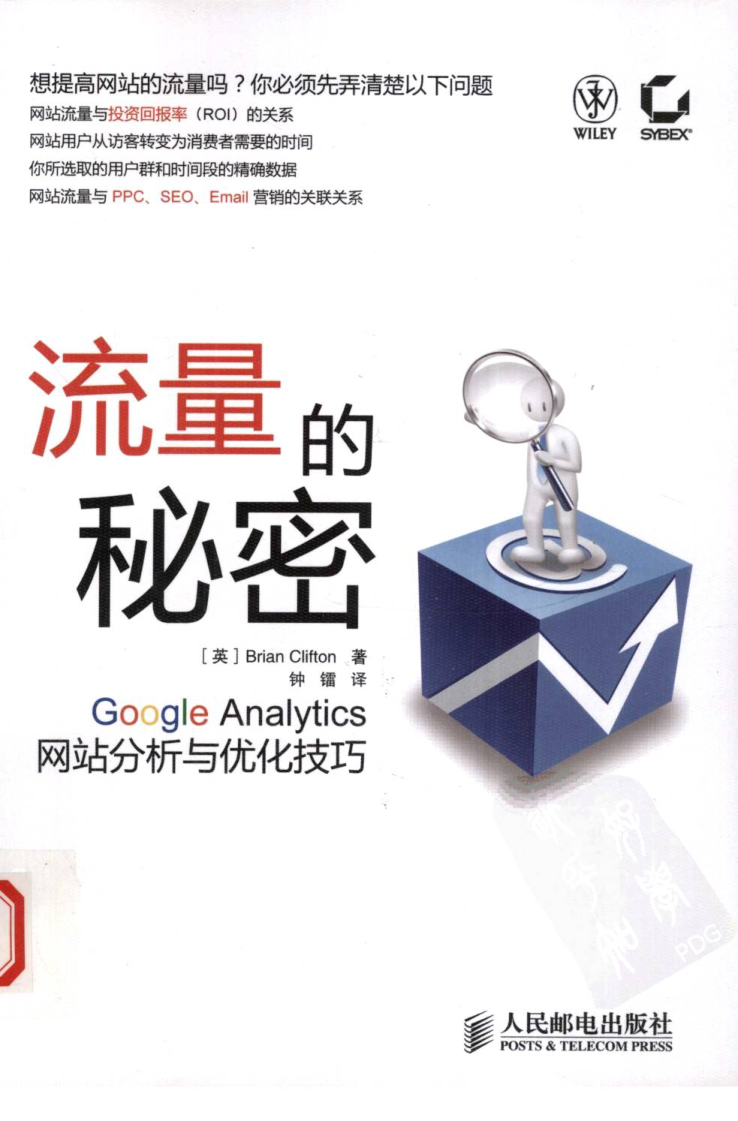 想提高网站的流量吗？你必须先弄清楚以下问题
网站流量与投资回报率（ROI）的关系
网站用户从访客转变为消费者需要的时间
你所选取的用户群和时间段的精确数据
网站流量与 PPC、SEO、Email 营销的关联关系
WILEY
SYBEX®
流量的
秘密
［英］Brian Clifton 著
钟 镭 译
Google Analytics
网站分析与优化技巧
PDG
人民邮电出版社
POSTS & TELECOM PRESS